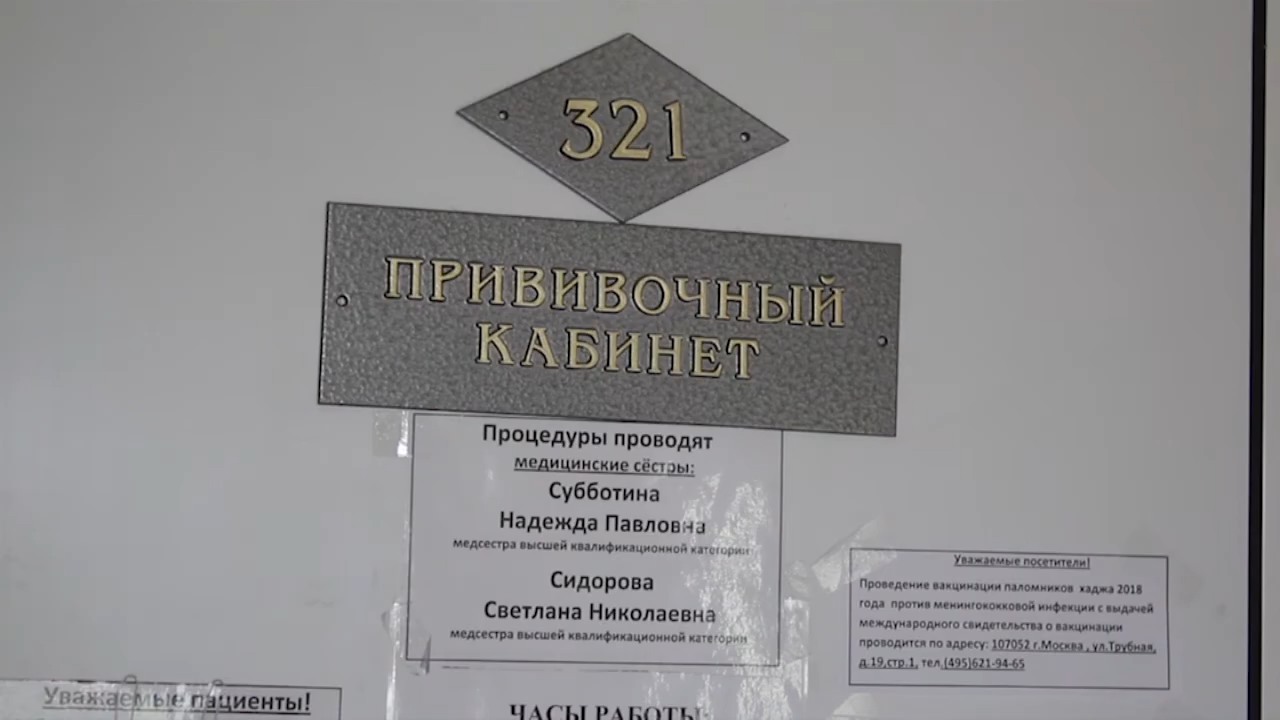 321
ПРИВИВОЧНЫЙ
КАБИНЕТ
Процедуры проводят
медицинские сёстры:
Субботина
Надежда Павловна
медсестра высшей квалификационной категории
Сидорова
Светлана Николаевна
медсестра высшей квалификационной категории
Уважаемые посетители!
Проведение вакцинации паломников хаджа 2018
года против менингококковой инфекции с выдачей
международного свидетельства о вакцинации
проводится по адресу: 107052 г.Москва , ул.Трубная,
д.19,стр.1, тел.(495)621-94-65
Уважаемые пациенты!
ЧАСЫ РАБОТЫ: